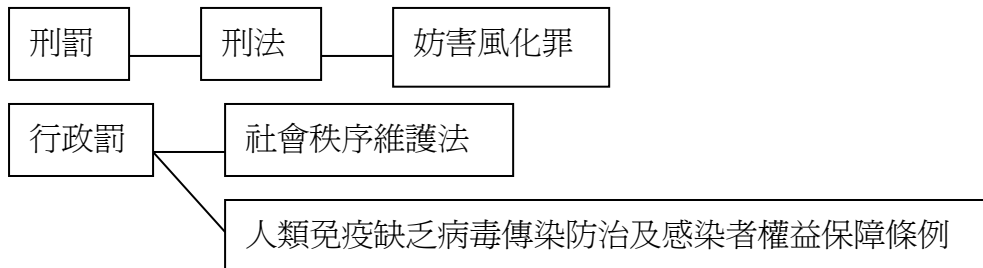 刑罰 刑法 妨害風化罪
行政罰 社會秩序維護法
人類免疫缺乏病毒傳染防治及感染者權益保障條例